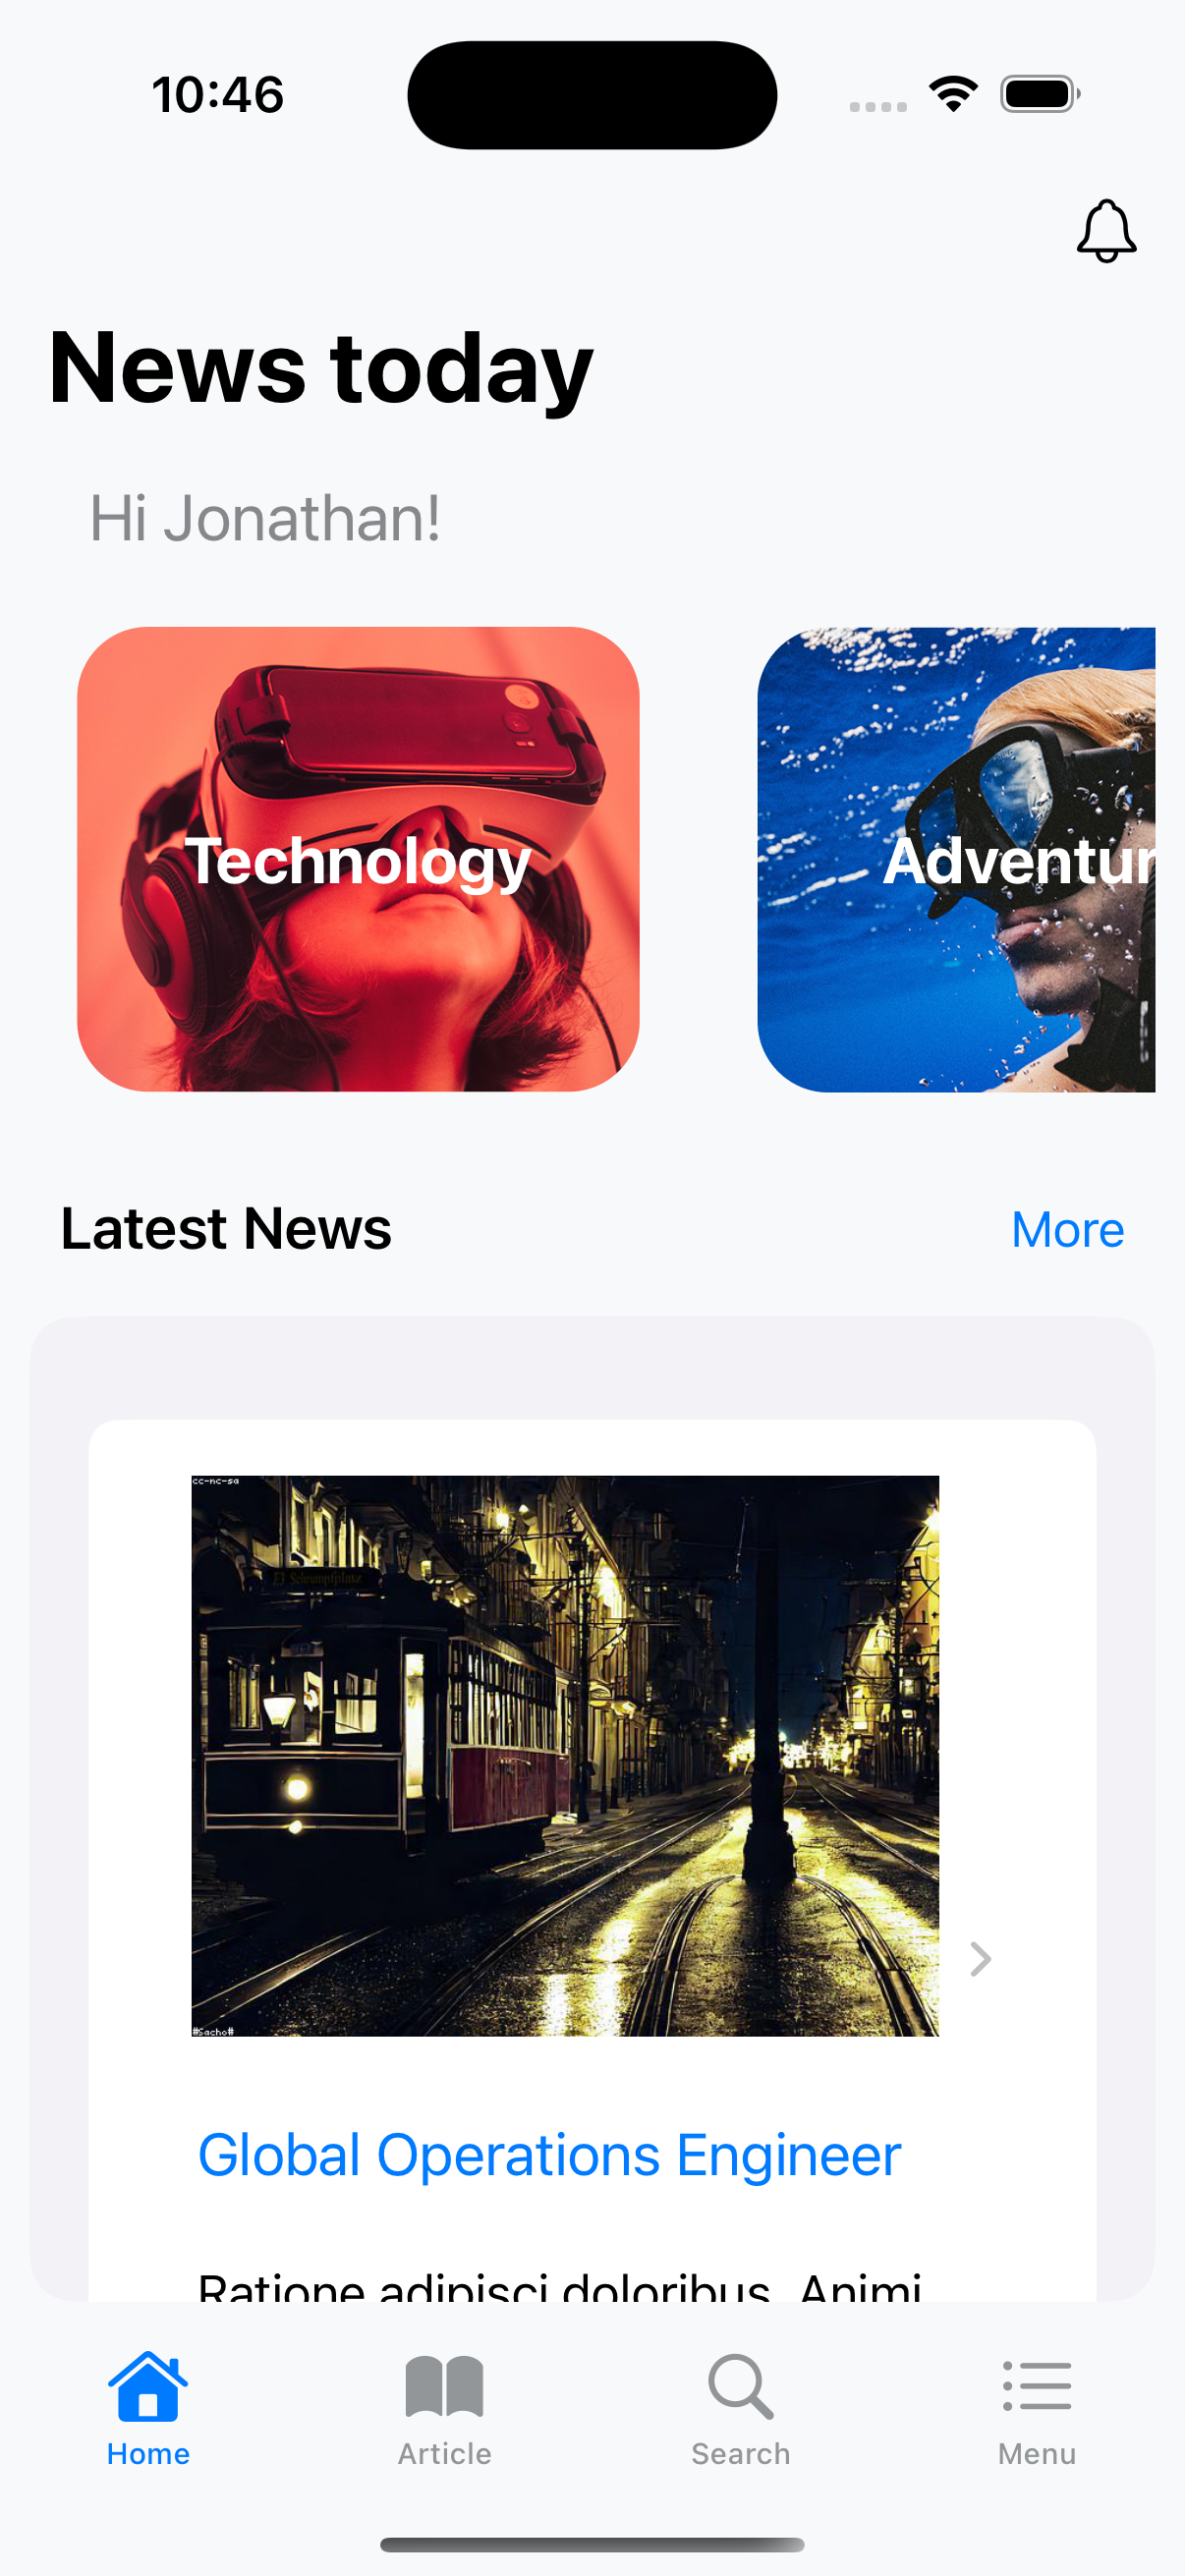 10:46
News today
Hi Jonathan!
Technology
Adventur
Latest News
More
cc-nc-sa
#Sacho#
Global Operations Engineer
Ratione adipisci doloribus. Animi
Home
Article
Search
Menu